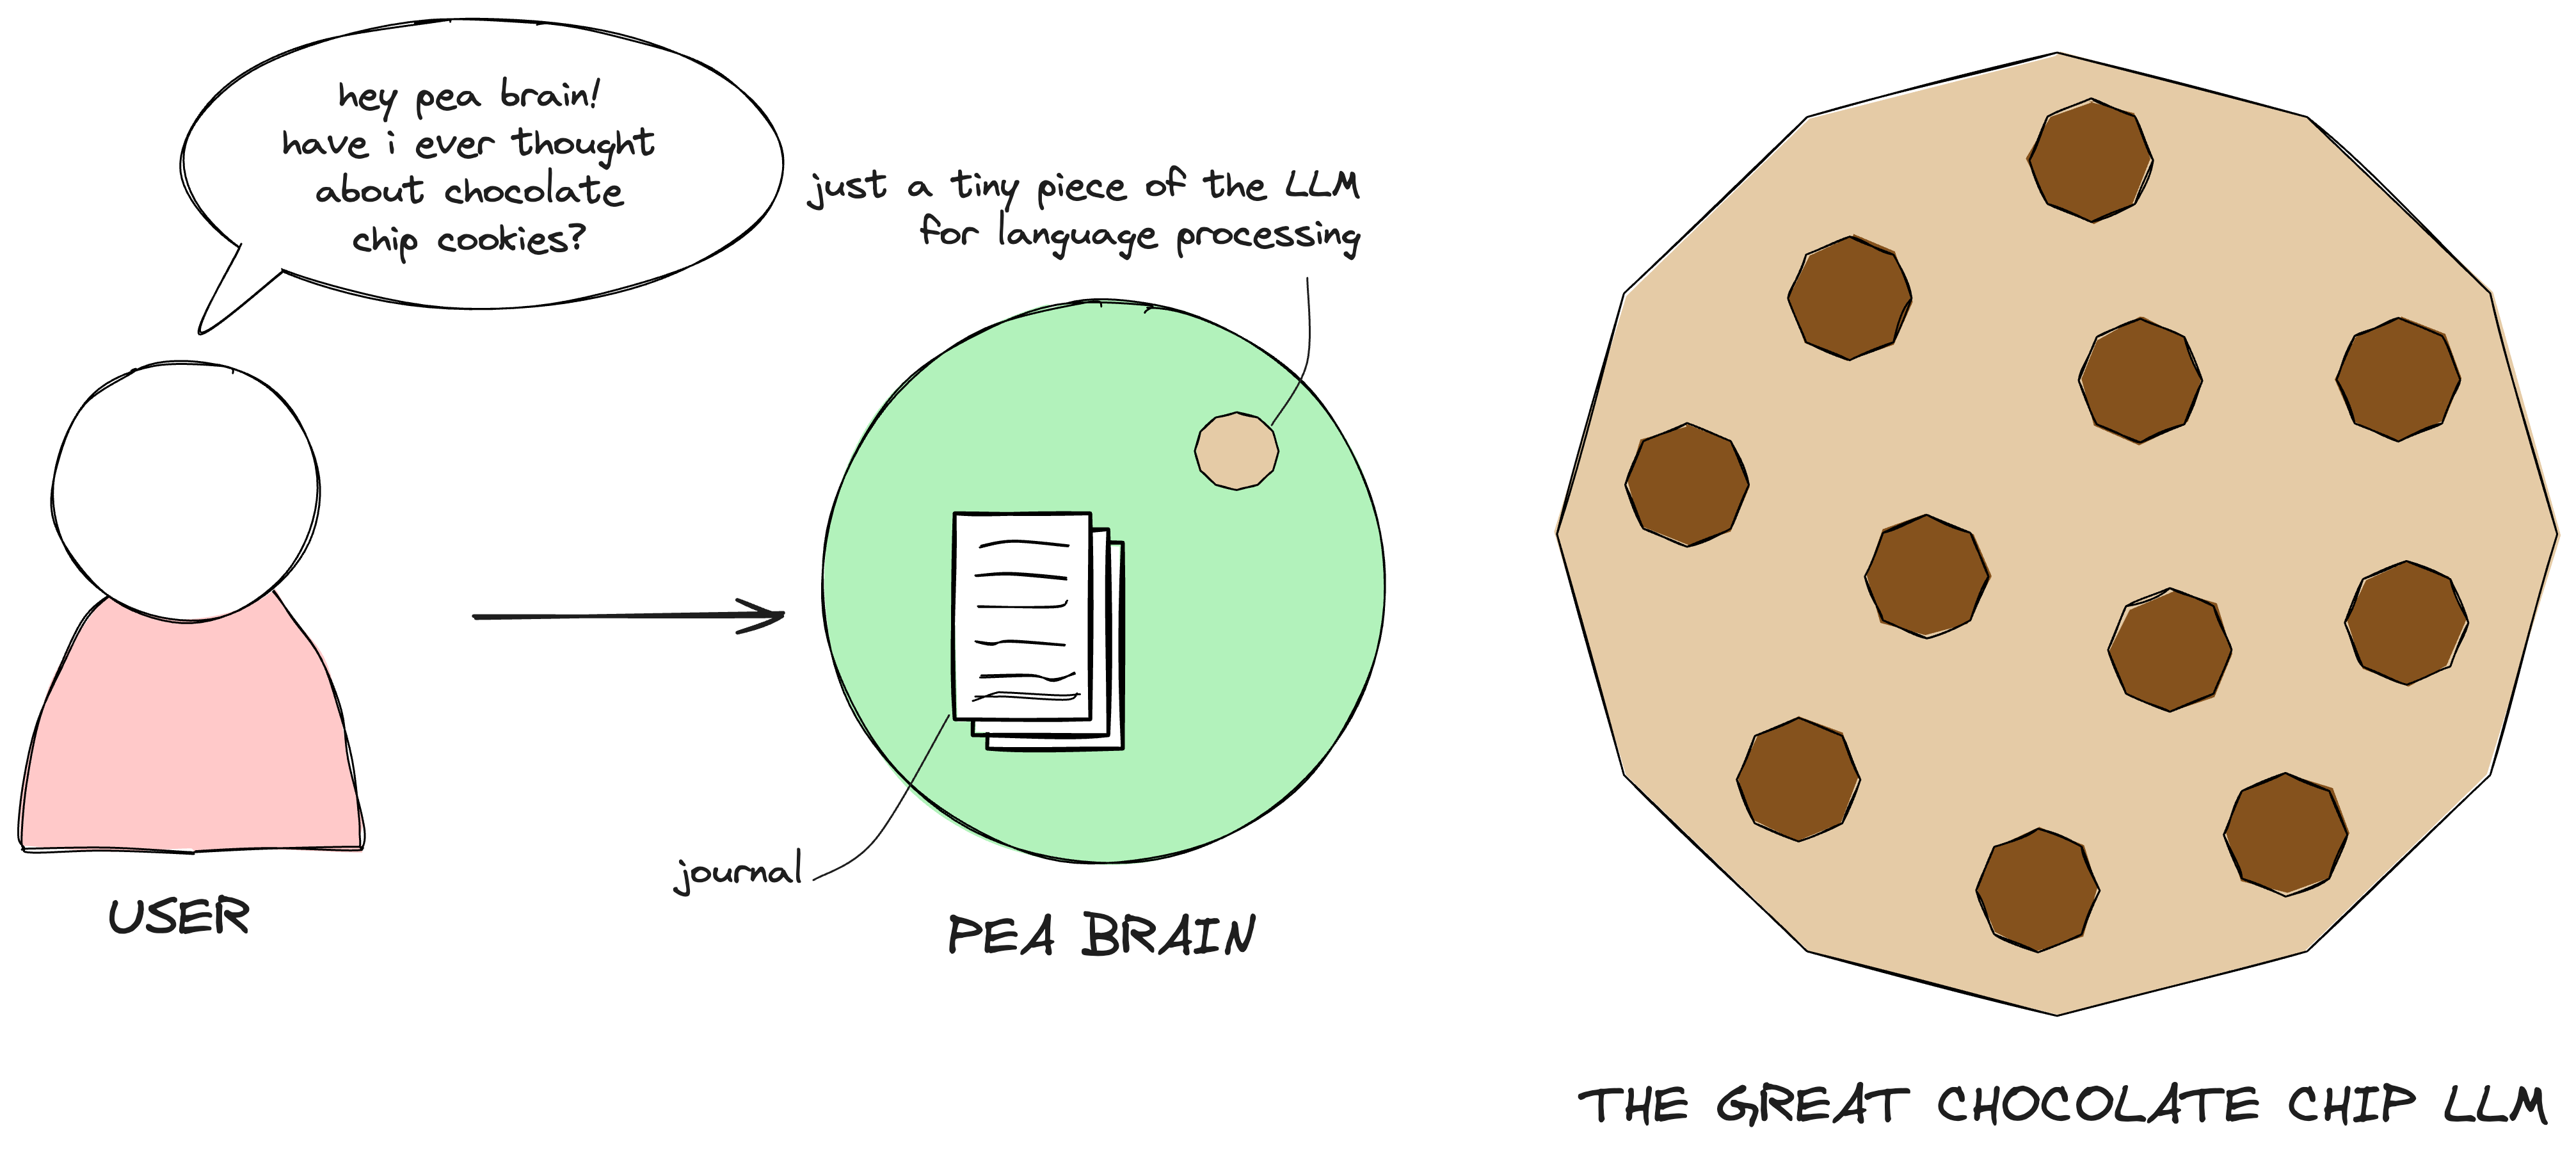 hey pea brain!
have i ever thought
about chocolate
chip cookies?
just a tiny piece of the LLM
for language processing
journal
USER
PEA BRAIN
THE GREAT CHOCOLATE CHIP LLM